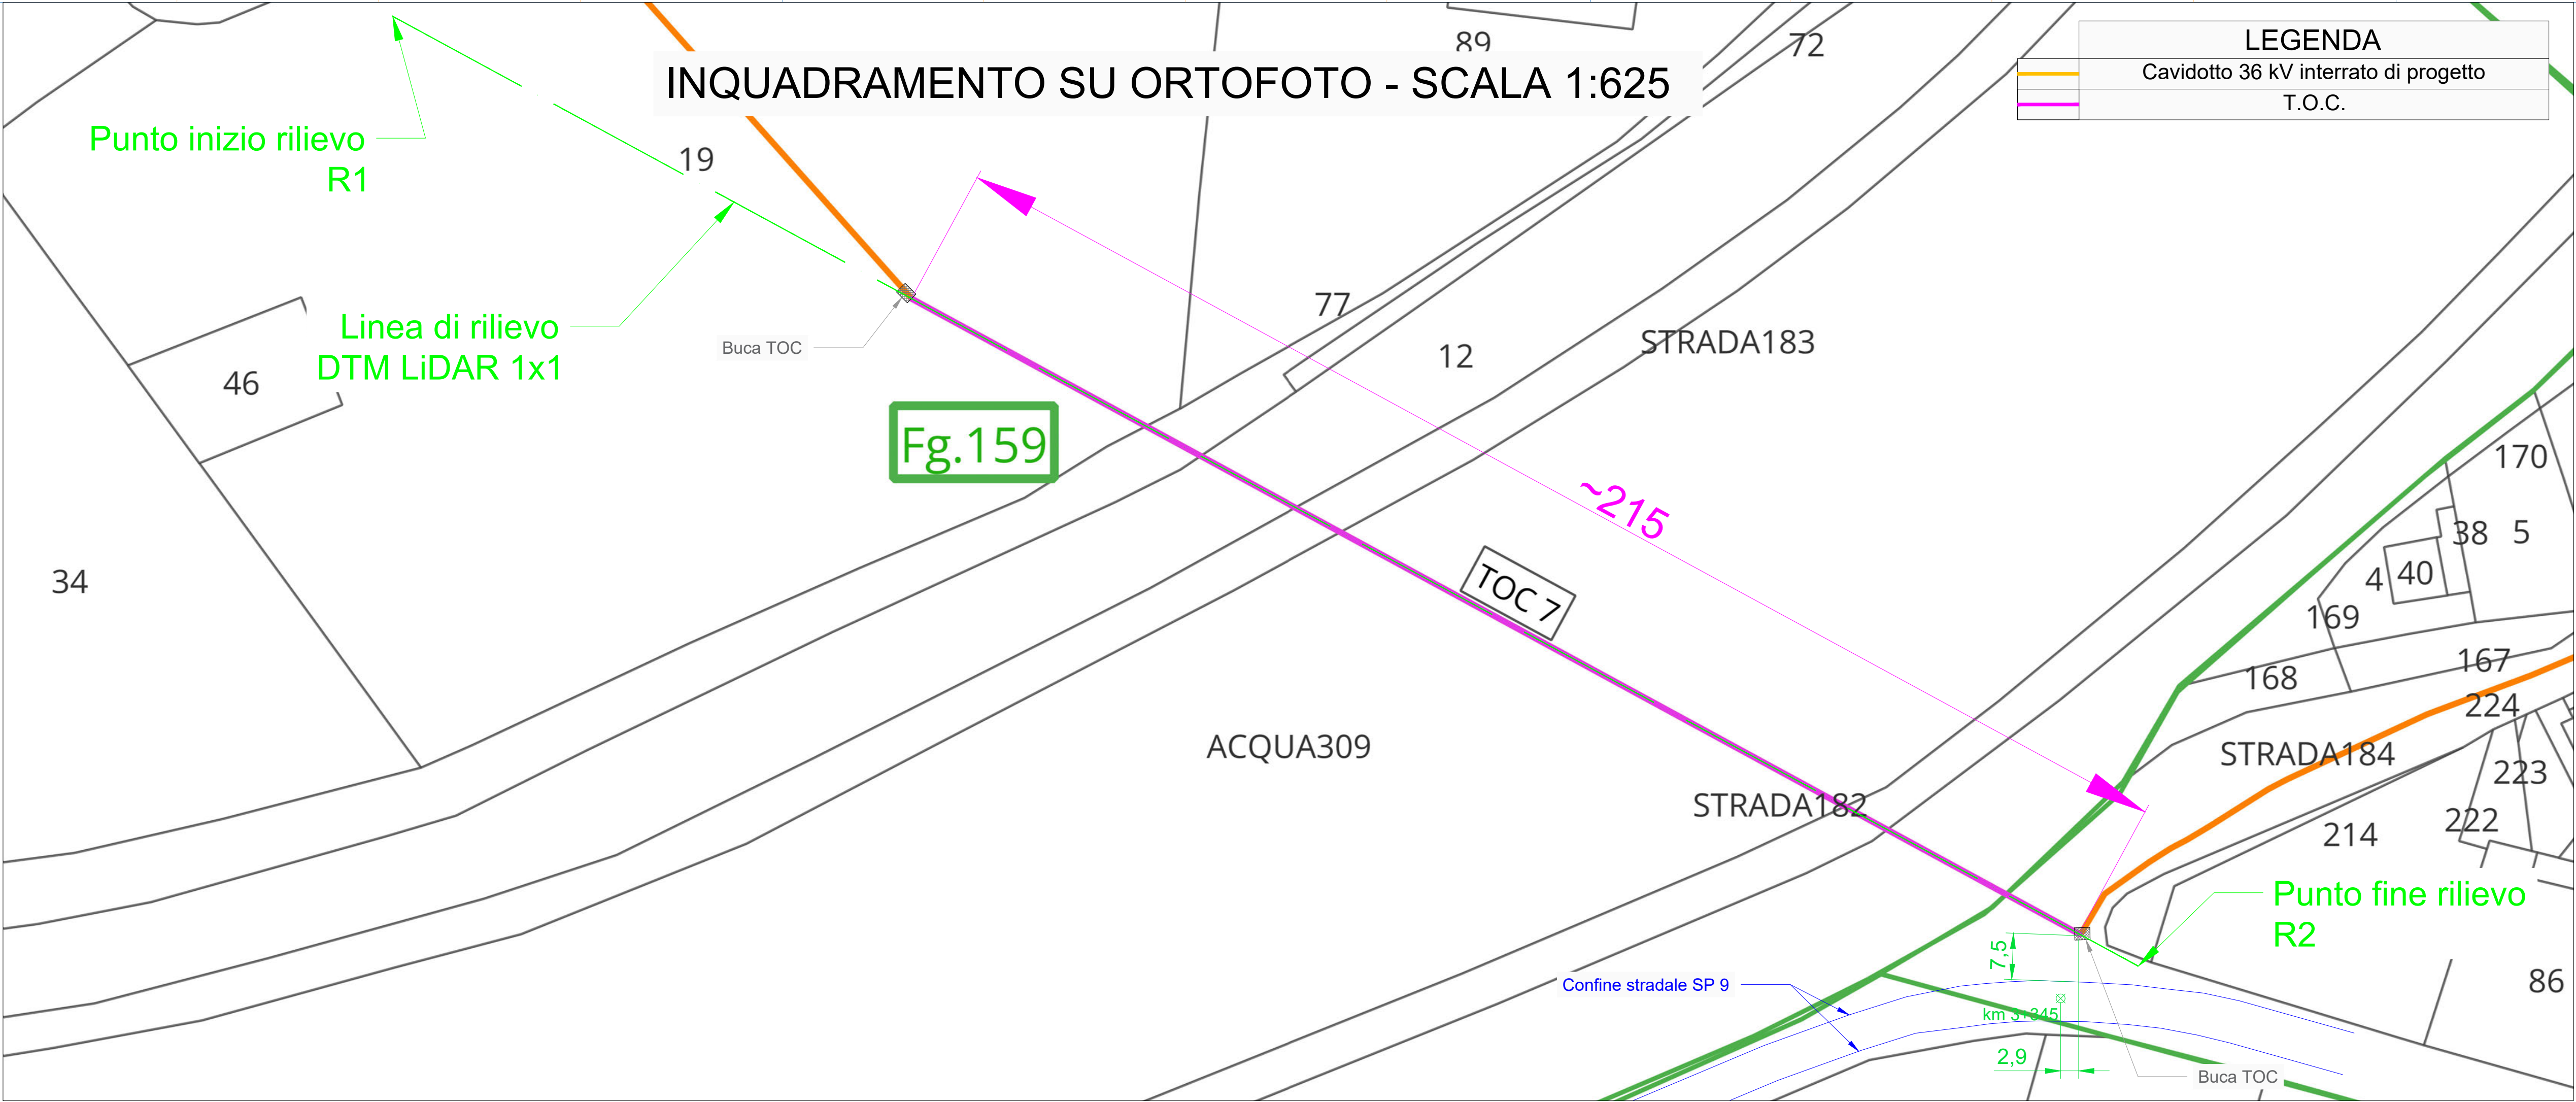 89
72
INQUADRAMENTO SU ORTOFOTO - SCALA 1:625
LEGENDA
Cavidotto 36 kV interrato di progetto
T.O.C.
Punto inizio rilievo
R1
19
Linea di rilievo
DTM LiDAR 1x1
Buca TOC
77
12
STRADA183
46
Fg.159
~215
170
38
5
34
TOC 7
4
40
169
168
167
224
ACQUA309
STRADA184
223
STRADA182
222
214
Punto fine rilievo
R2
7,5
Confine stradale SP 9
86
km 3+345
2,9
Buca TOC